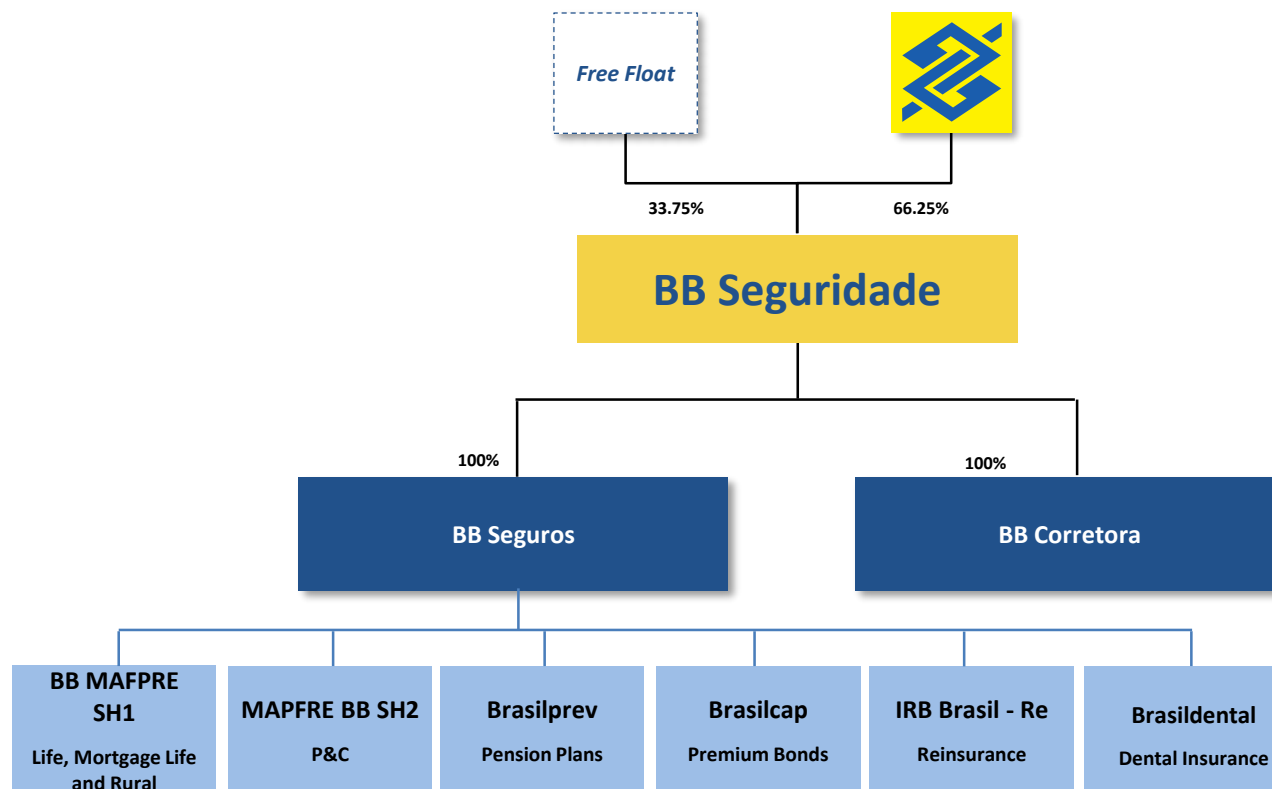 Free Float
33.75%
66.25%
BB Seguridade
100%
100%
BB Seguros
BB Corretora
BB MAFPRE
SH1
Life, Mortgage Life
and Rural
MAPFRE BB SH2
P&C
Brasilprev
Pension Plans
Brasilcap
Premium Bonds
IRB Brasil - Re
Reinsurance
Brasildental
Dental Insurance